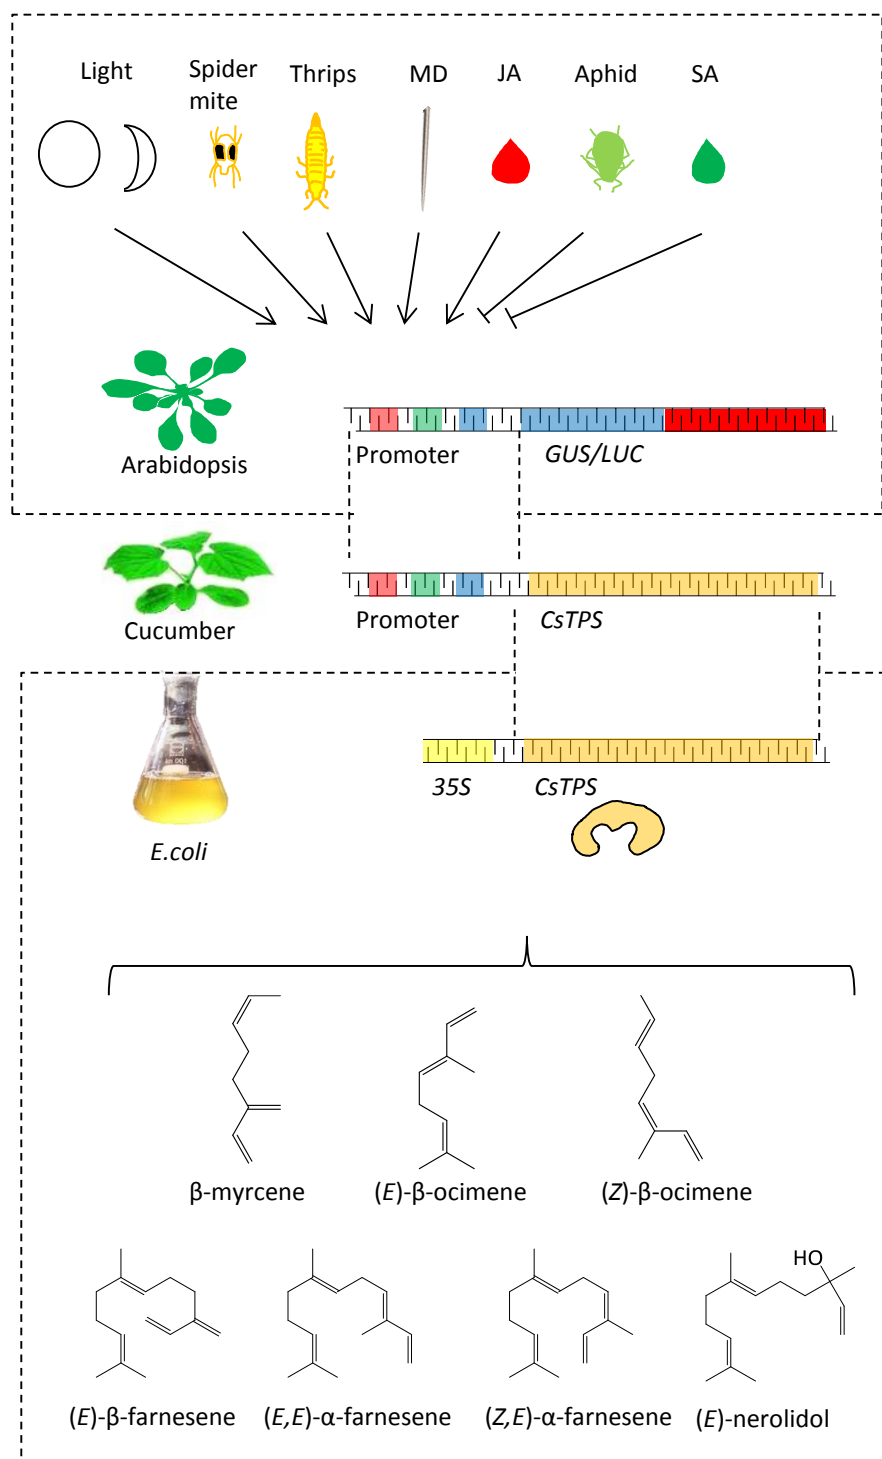 Light
Spider
mite
Thrips
MD
JA
Aphid
SA
Arabidopsis
Promoter
GUS/LUC
Cucumber
Promoter
CsTPS
35S
CsTPS
E.coli
β-myrcene
(E)-β-ocimene
(Z)-β-ocimene
HO
(E)-β-farnesene
(E,E)-α-farnesene
(Z,E)-α-farnesene
(E)-nerolidol